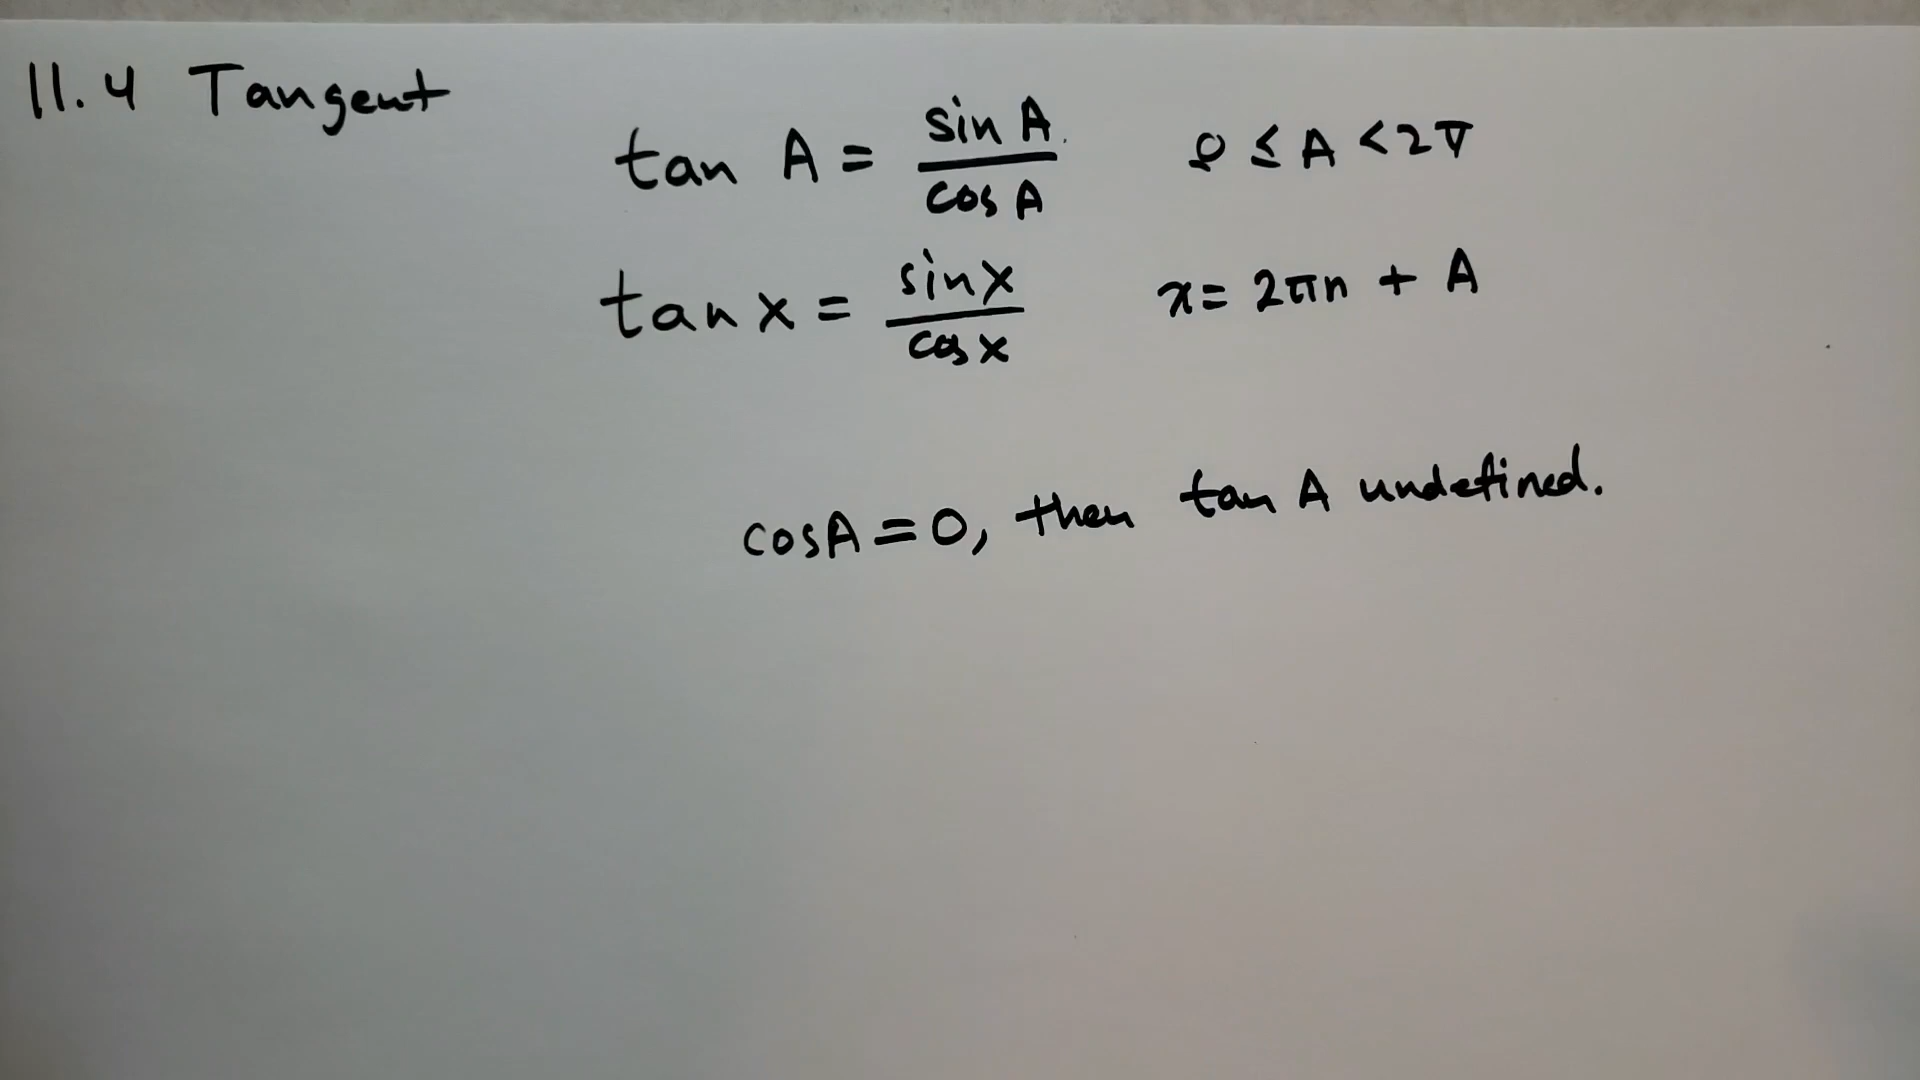 11.4 Tangent
tan A = sin A / cos A    0 ≤ A < 2π
tan x = sin x / cos x    x = 2πn + A
cos A = 0, then tan A undefined.